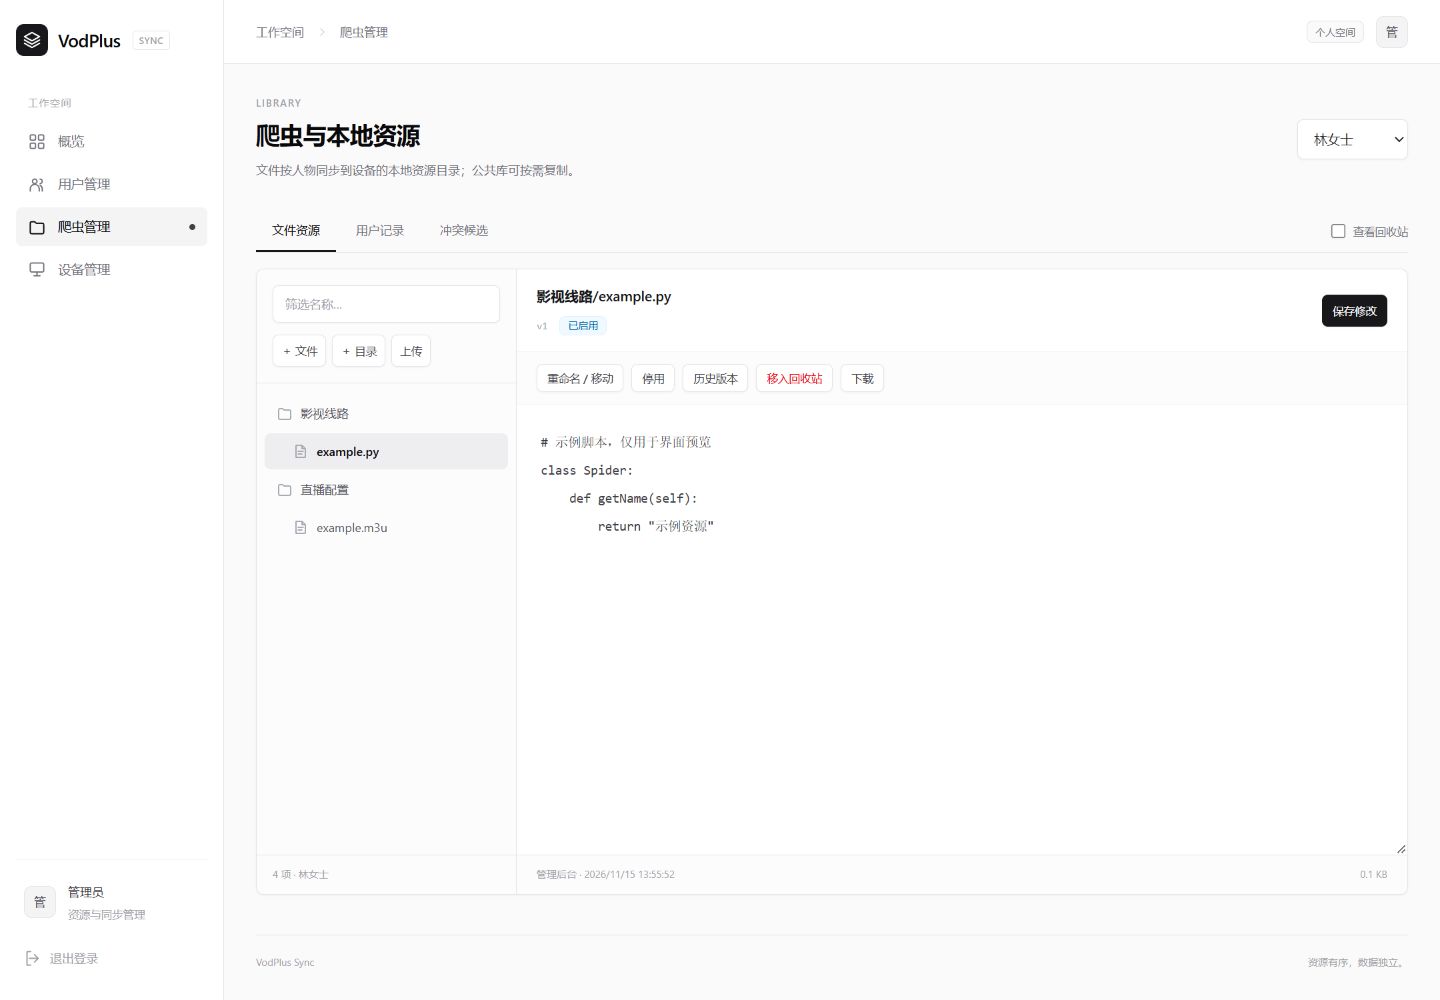 VodPlus SYNC
工作空间
概览
用户管理
爬虫管理
设备管理
管
管理员
资源与同步管理
退出登录
工作空间 > 爬虫管理
个人空间 管
LIBRARY
爬虫与本地资源
文件按人物同步到设备的本地资源目录；公共库可按需复制。
林女士
文件资源 用户记录 冲突候选
查看回收站
筛选名称...
+ 文件 + 目录 上传
影视线路
example.py
直播配置
example.m3u
4 项 · 林女士
影视线路/example.py
v1 已启用
保存修改
重命名 / 移动 停用 历史版本 移入回收站 下载
# 示例脚本，仅用于界面预览
class Spider:
    def getName(self):
        return "示例资源"
管理后台 · 2026/11/15 13:55:52
0.1 KB
VodPlus Sync
资源有序，数据独立。